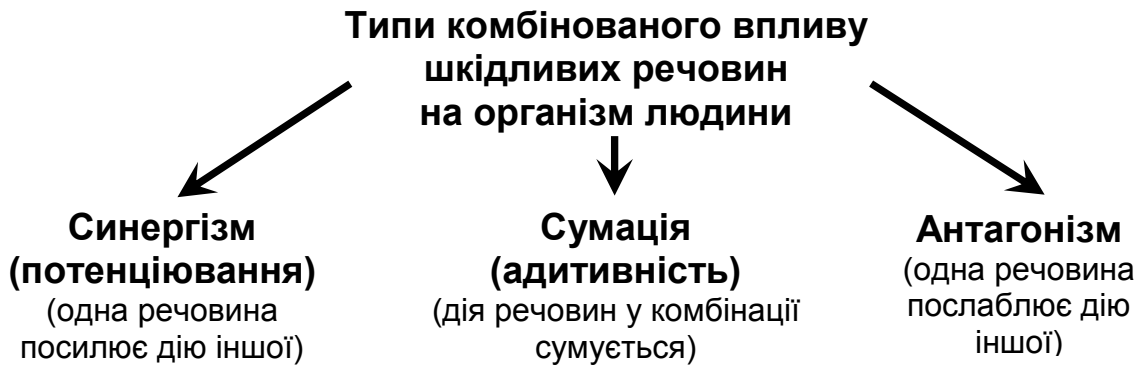 Типи комбінованого впливу
шкідливих речовин
на організм людини
Синергізм
(потенціювання)
(одна речовина
посилює дію іншої)
Сумація
(адитивність)
(дія речовин у комбінації
сумується)
Антагонізм
(одна речовина
послаблює дію
іншої)